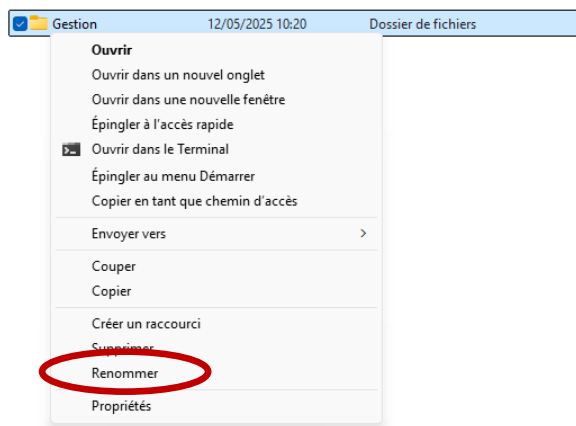 Gestion 12/05/2025 10:20 Dossier de fichiers
Ouvrir
Ouvrir dans un nouvel onglet
Ouvrir dans une nouvelle fenêtre
Épingler à l'accès rapide
Ouvrir dans le Terminal
Épingler au menu Démarrer
Copier en tant que chemin d'accès
Envoyer vers
Couper
Copier
Créer un raccourci
Supprimer
Renommer
Propriétés